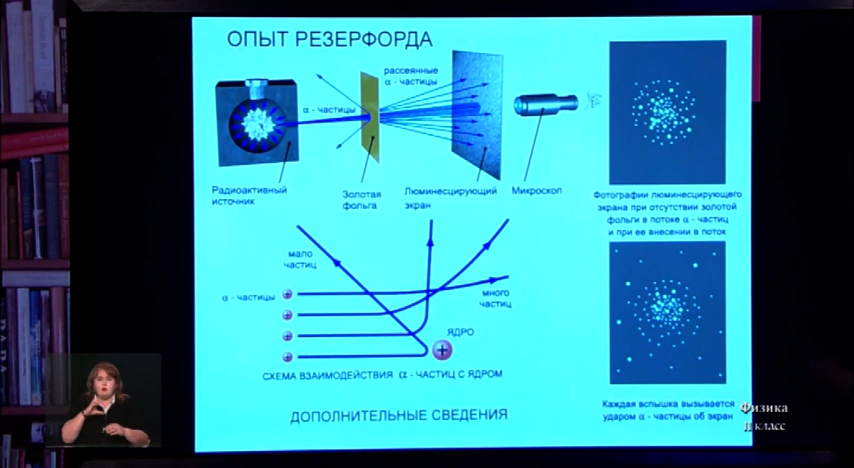 ОПЫТ РЕЗЕРФОРДА
рассеянные
α - частицы
α - частицы
Радиоактивный
источник
Золотая
фольга
Люминесцирующий
экран
Микроскоп
Фотографии люминесцирующего
экрана при отсутствии золотой
фольги в потоке α - частиц
и при ее внесении в поток
мало
частиц
α - частицы
много
частиц
ЯДРО
СХЕМА ВЗАИМОДЕЙСТВИЯ α - ЧАСТИЦ С ЯДРОМ
Каждая вспышка вызывается
ударом α - частицы об экран
ДОПОЛНИТЕЛЬНЫЕ СВЕДЕНИЯ
Физика
11 класс